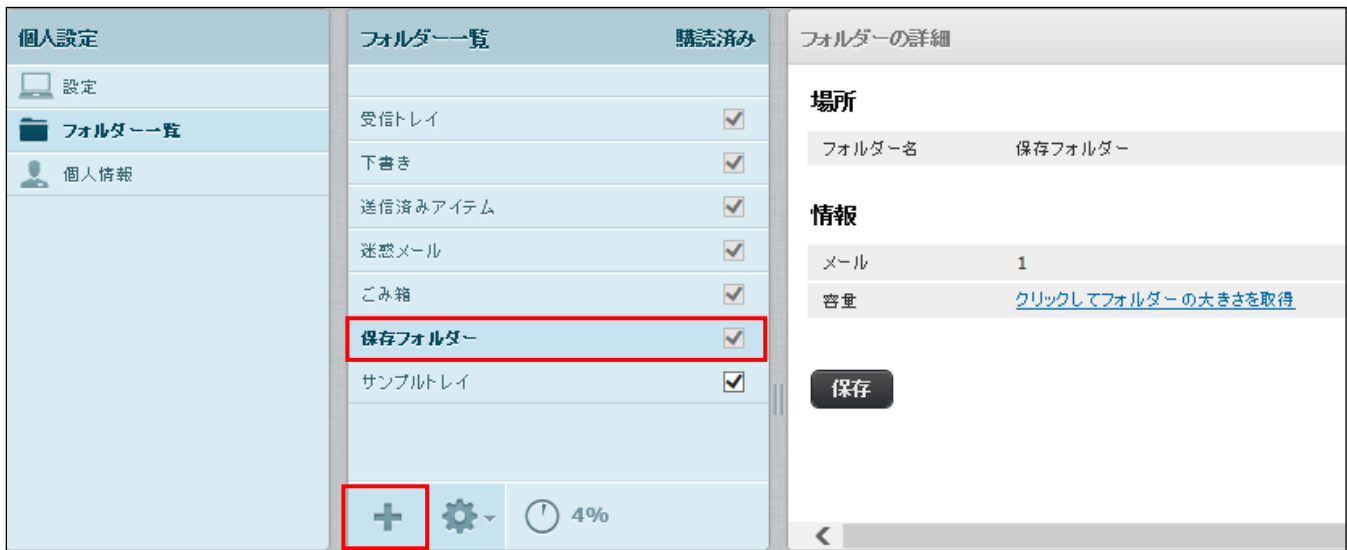 個人設定
設定
フォルダー一覧
個人情報
フォルダー一覧 購読済み
受信トレイ
下書き
送信済みアイテム
迷惑メール
ごみ箱
保存フォルダー
サンプルトレイ
4%
フォルダーの詳細
場所
フォルダー名 保存フォルダー
情報
メール 1
容量 クリックしてフォルダーの大きさを取得
保存